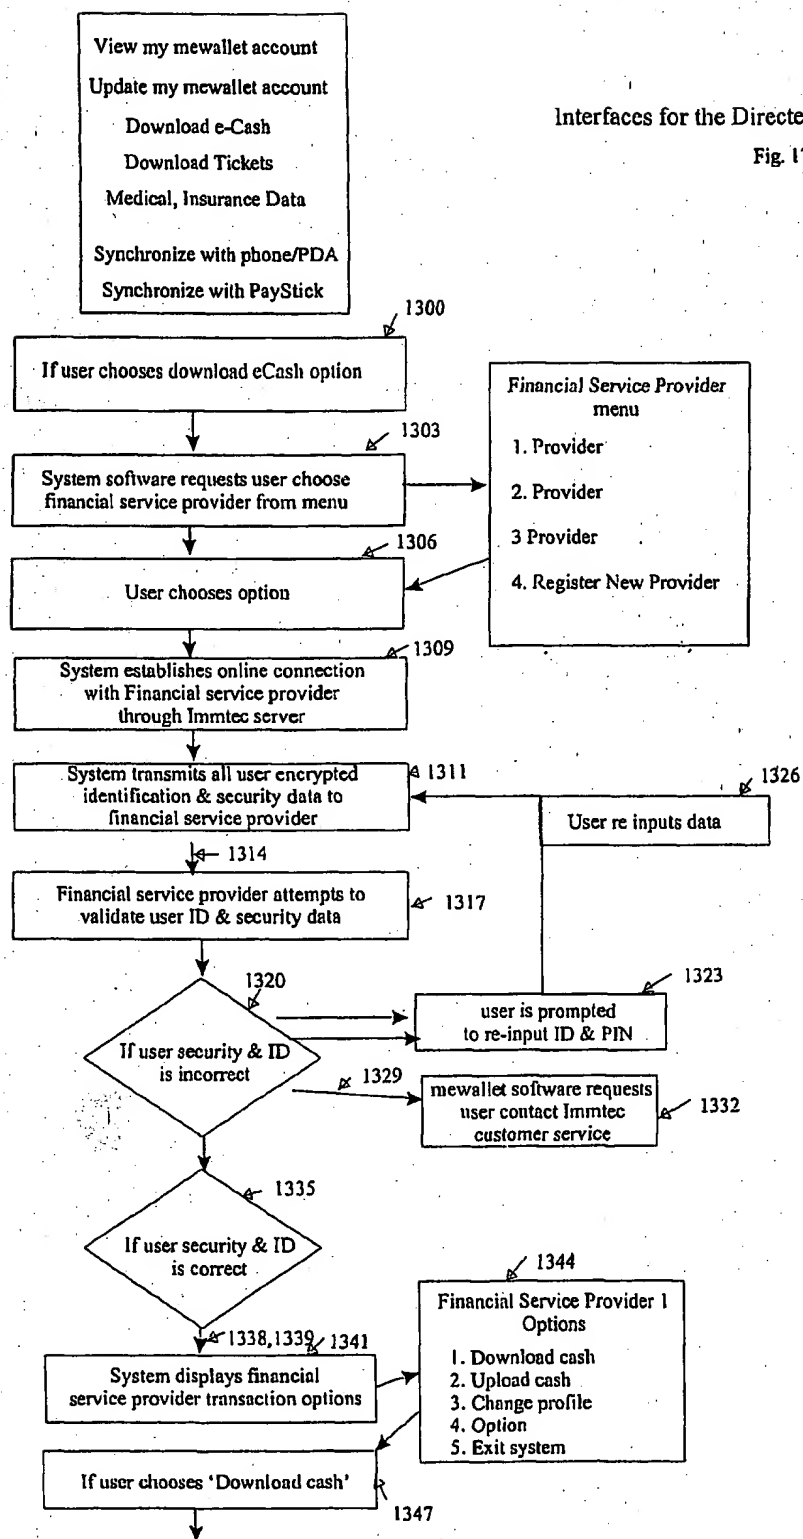 View my mewallet account
Update my mewallet account
Download e-Cash
Download Tickets
Medical, Insurance Data
Synchronize with phone/PDA
Synchronize with PayStick
Interfaces for the Directe
Fig. 1
1300
If user chooses download eCash option
1303
System software requests user choose
financial service provider from menu
Financial Service Provider
menu
1. Provider
2. Provider
3 Provider
4. Register New Provider
1306
User chooses option
1309
System establishes online connection
with Financial service provider
through Immtec server
System transmits all user encrypted
identification & security data to
financial service provider
1311
1326
User re inputs data
1314
Financial service provider attempts to
validate user ID & security data
1317
1320
If user security & ID
is incorrect
1323
user is prompted
to re-input ID & PIN
1329
mewallet software requests
user contact Immtec
customer service
1332
1335
If user security & ID
is correct
1338,1339
1341
System displays financial
service provider transaction options
1344
Financial Service Provider 1
Options
1. Download cash
2. Upload cash
3. Change profile
4. Option
5. Exit system
If user chooses ‘Download cash’
1347